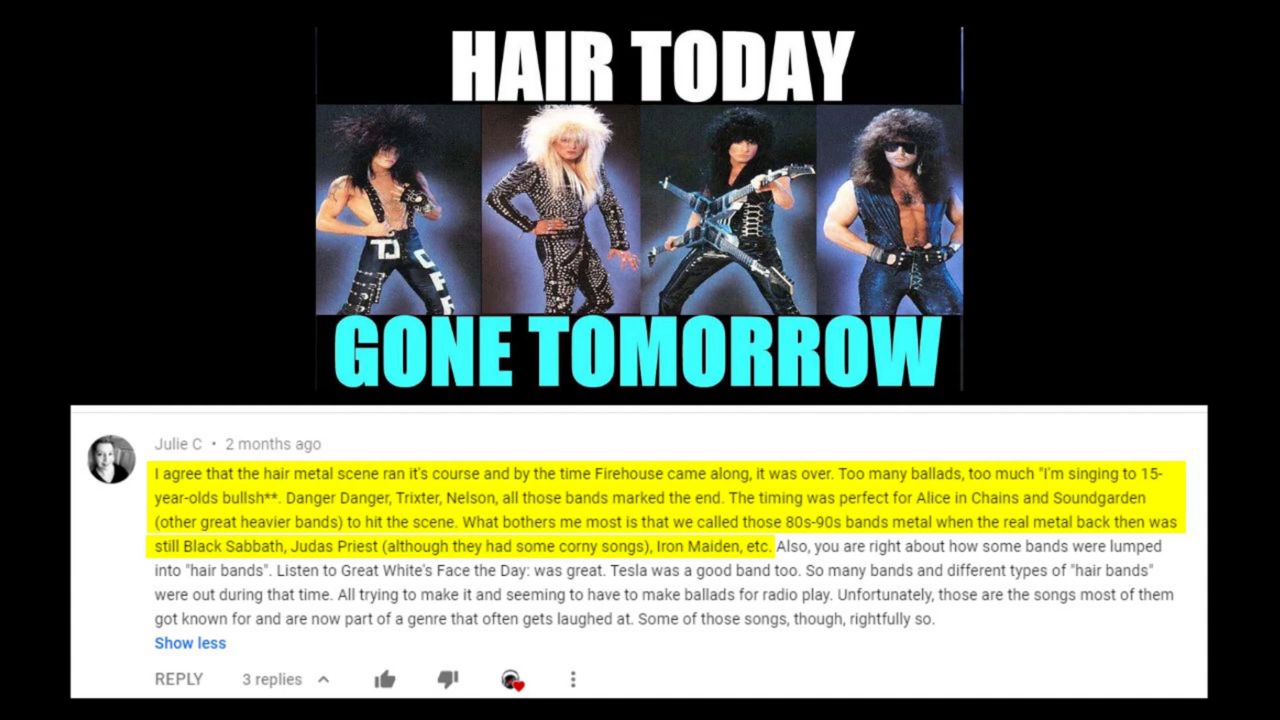 HAIR TODAY
TJ
GONE TOMORROW
Julie C • 2 months ago
I agree that the hair metal scene ran it's course and by the time Firehouse came along, it was over. Too many ballads, too much "I'm singing to 15-
year-olds bullsh**. Danger Danger, Trixter, Nelson, all those bands marked the end. The timing was perfect for Alice in Chains and Soundgarden
(other great heavier bands) to hit the scene. What bothers me most is that we called those 80s-90s bands metal when the real metal back then was
still Black Sabbath, Judas Priest (although they had some corny songs), Iron Maiden, etc. Also, you are right about how some bands were lumped
into "hair bands". Listen to Great White's Face the Day: was great. Tesla was a good band too. So many bands and different types of "hair bands"
were out during that time. All trying to make it and seeming to have to make ballads for radio play. Unfortunately, those are the songs most of them
got known for and are now part of a genre that often gets laughed at. Some of those songs, though, rightfully so.
Show less
REPLY 3 replies